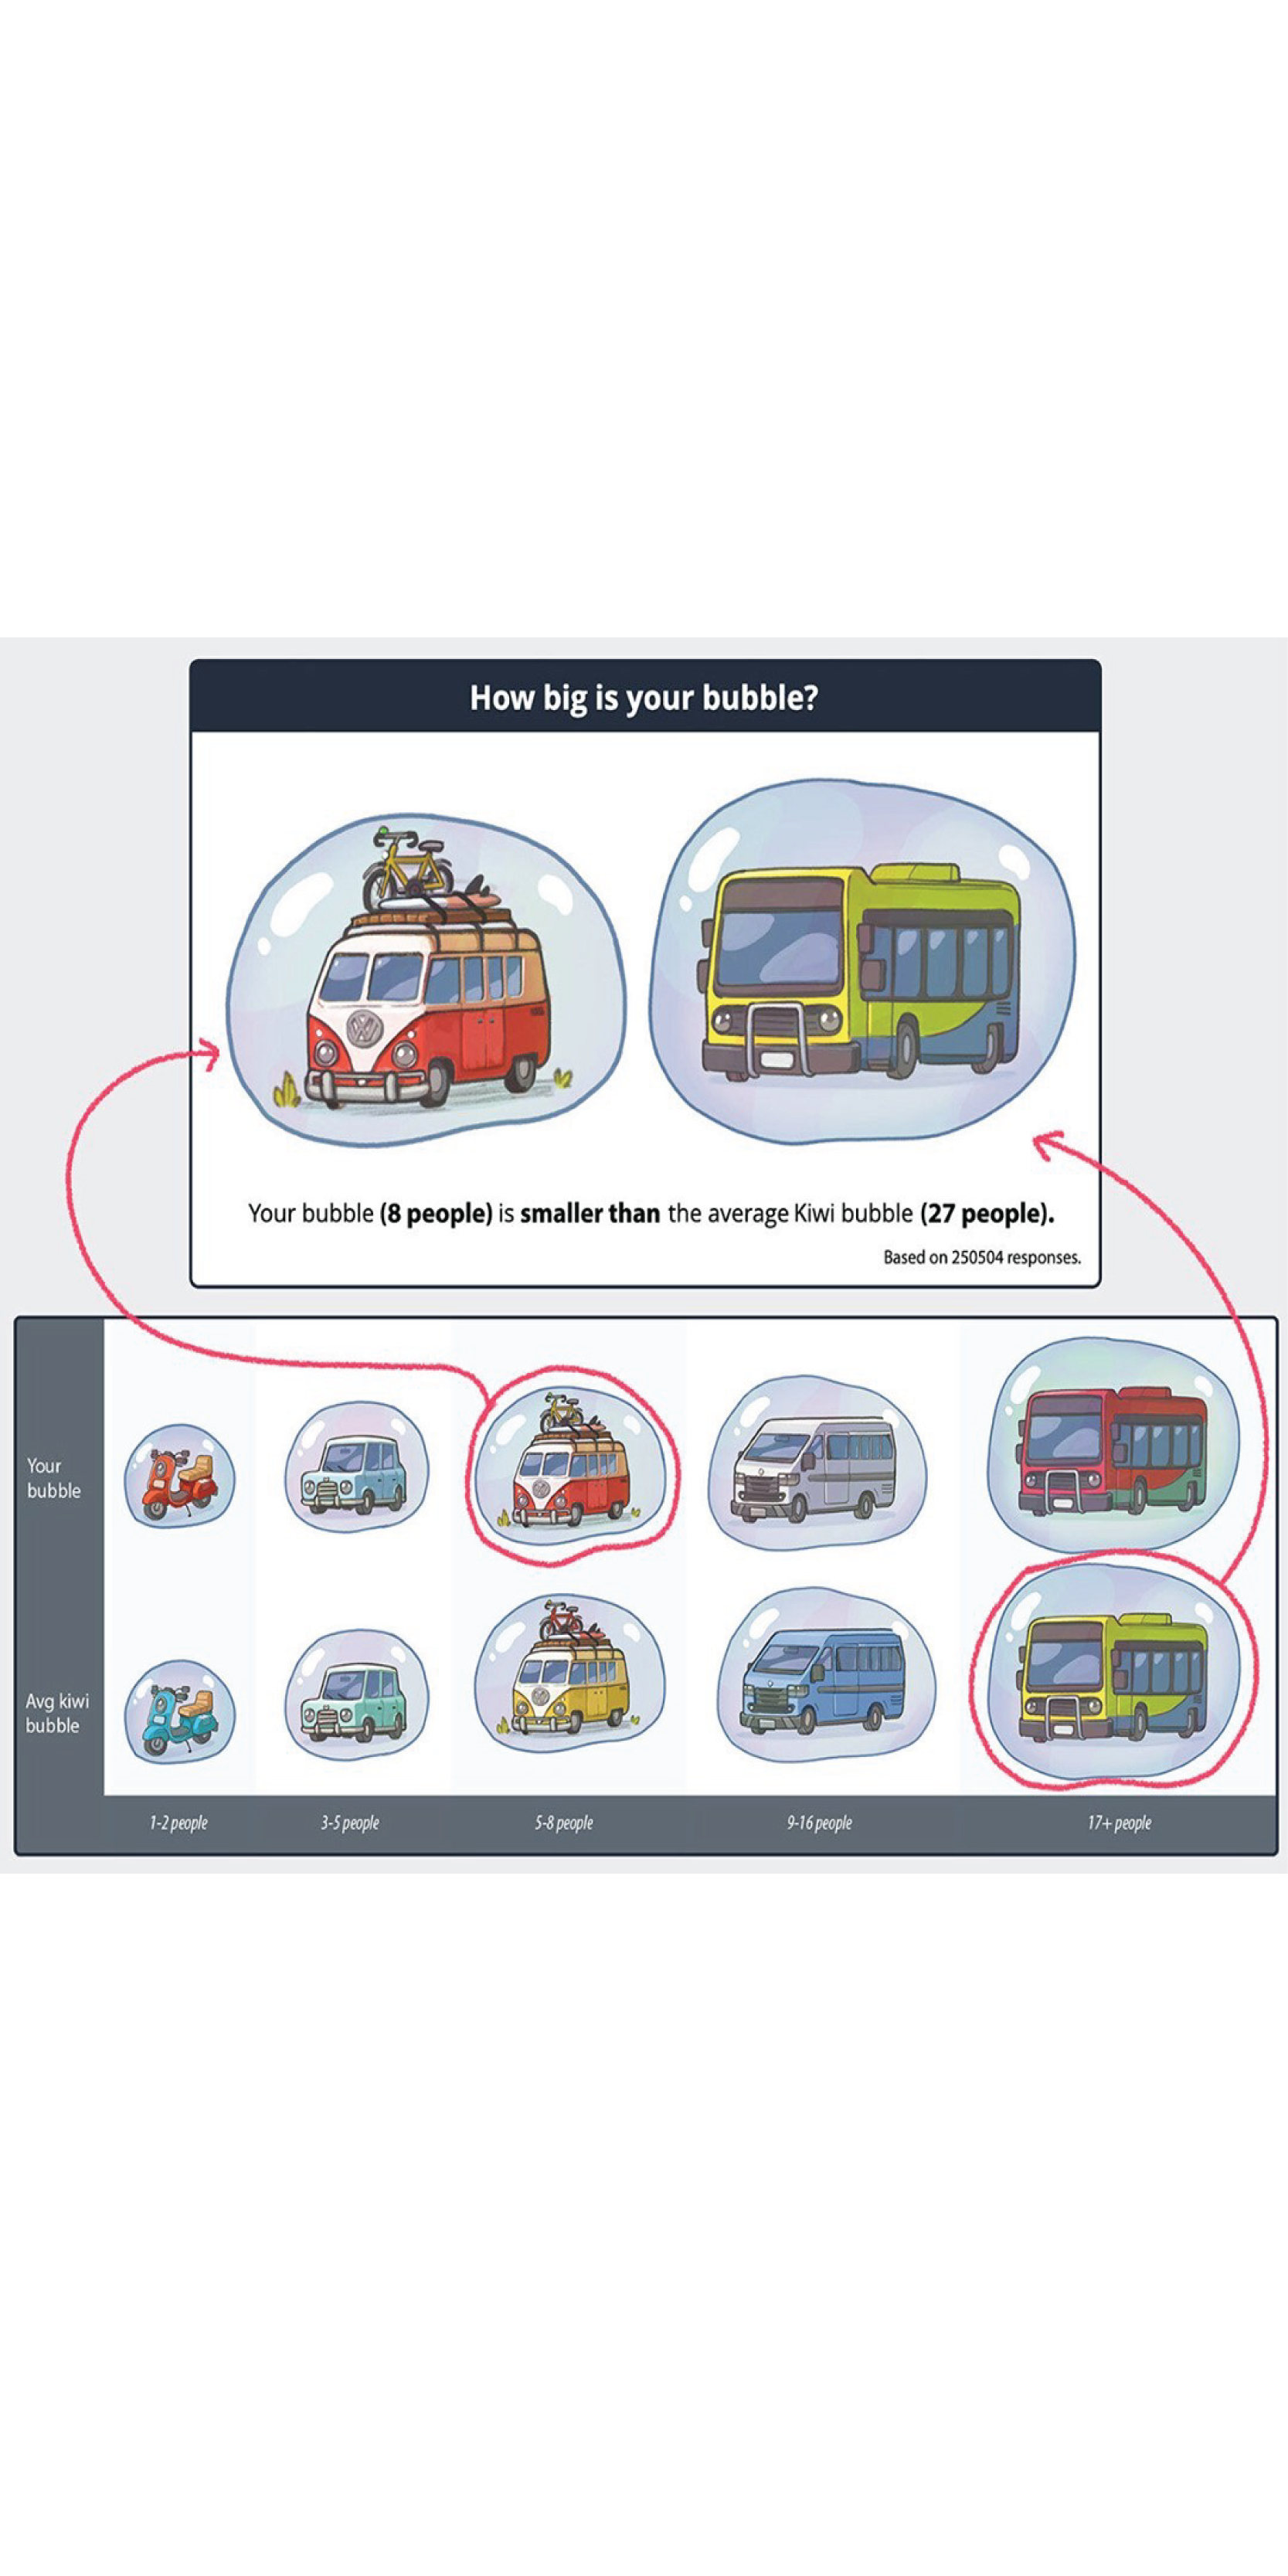 How big is your bubble?
Your bubble (8 people) is smaller than the average Kiwi bubble (27 people).
Based on 250504 responses.
Your
bubble
Avg kiwi
bubble
1-2 people
3-5 people
5-8 people
9-16 people
17+ people